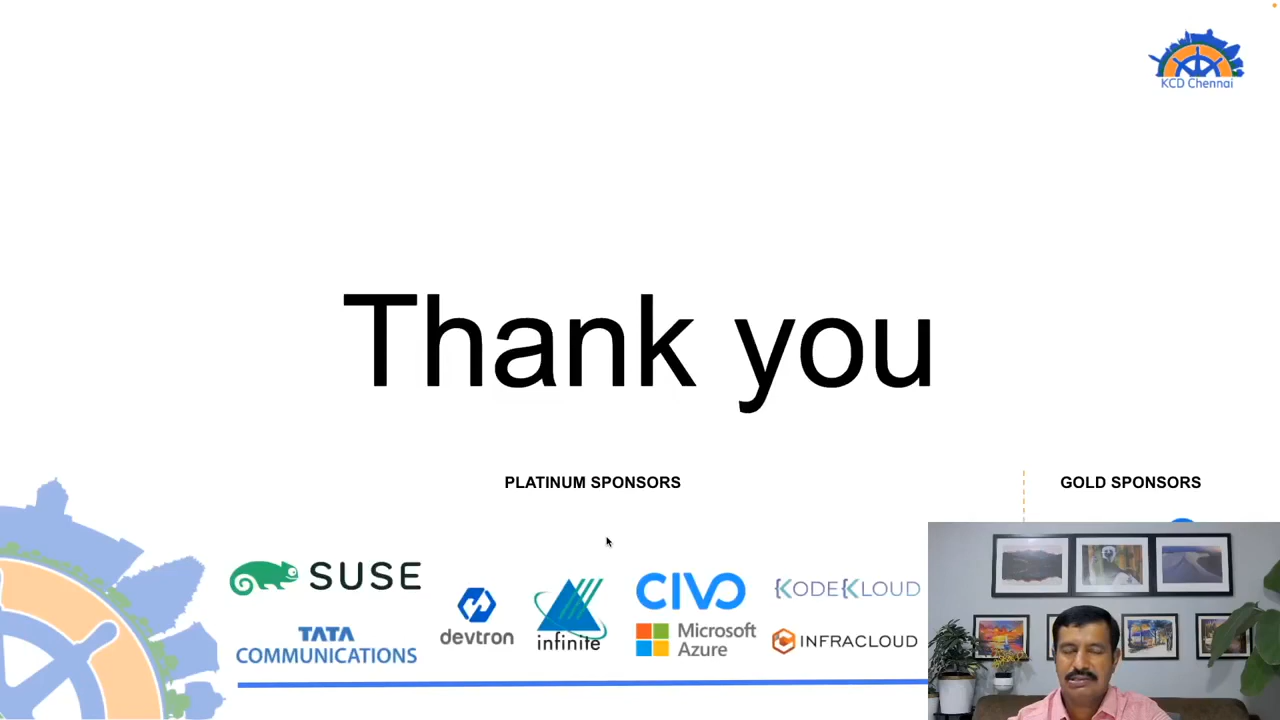 KCD Chennai
Thank you
PLATINUM SPONSORS
GOLD SPONSORS
SUSE
CIVO
KODEKLOUD
devtron
infinite
TATA
COMMUNICATIONS
Microsoft
Azure
INFRACLOUD